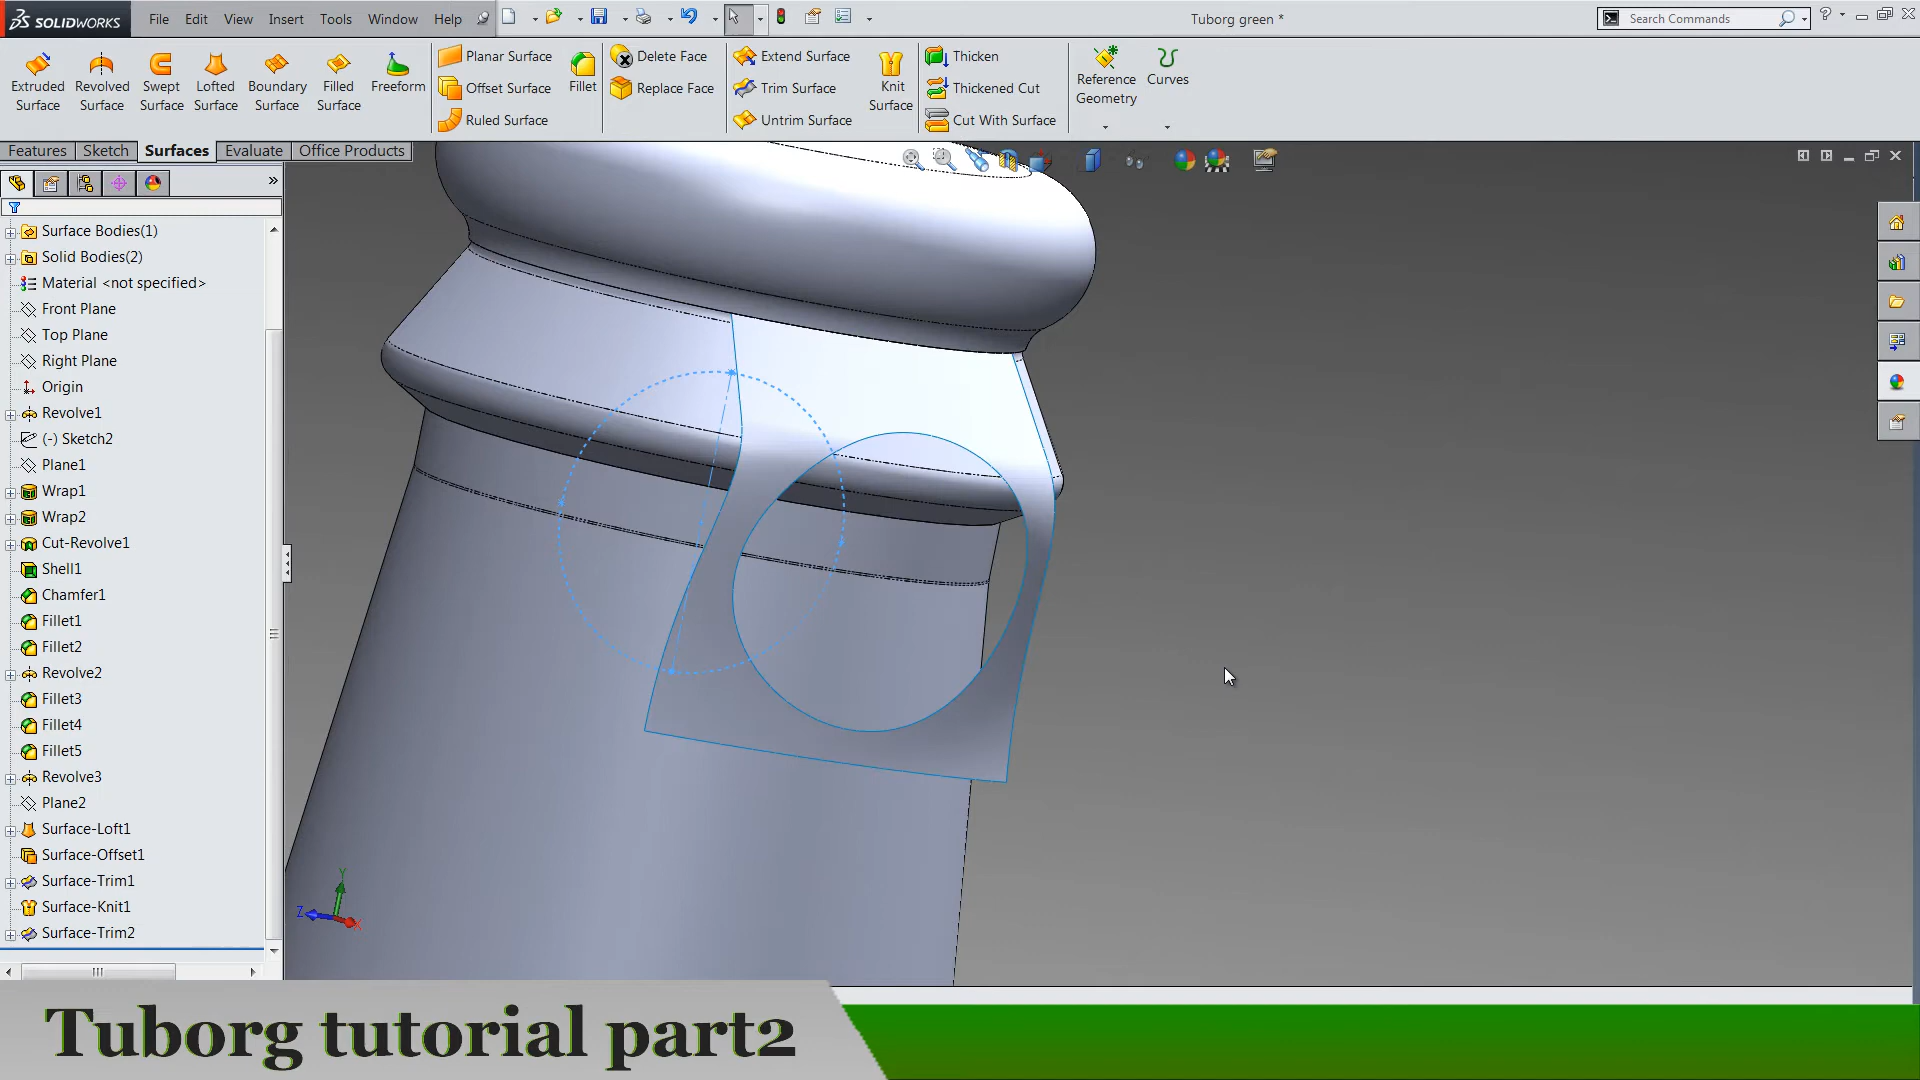 SOLIDWORKS File Edit View Insert Tools Window Help Tuborg green * Search Commands ?
Extruded Surface
Revolved Surface
Swept Surface
Lofted Surface
Boundary Surface
Filled Surface
Freeform
Planar Surface
Offset Surface
Ruled Surface
Fillet
Delete Face
Replace Face
Extend Surface
Trim Surface
Untrim Surface
Knit Surface
Thicken
Thickened Cut
Cut With Surface
Reference Geometry
Curves
Features Sketch Surfaces Evaluate Office Products
»
Surface Bodies(1)
Solid Bodies(2)
Material <not specified>
Front Plane
Top Plane
Right Plane
Origin
Revolve1
(-) Sketch2
Plane1
Wrap1
Wrap2
Cut-Revolve1
Shell1
Chamfer1
Fillet1
Fillet2
Revolve2
Fillet3
Fillet4
Fillet5
Revolve3
Plane2
Surface-Loft1
Surface-Offset1
Surface-Trim1
Surface-Knit1
Surface-Trim2
Y
Z
X
Tuborg tutorial part2